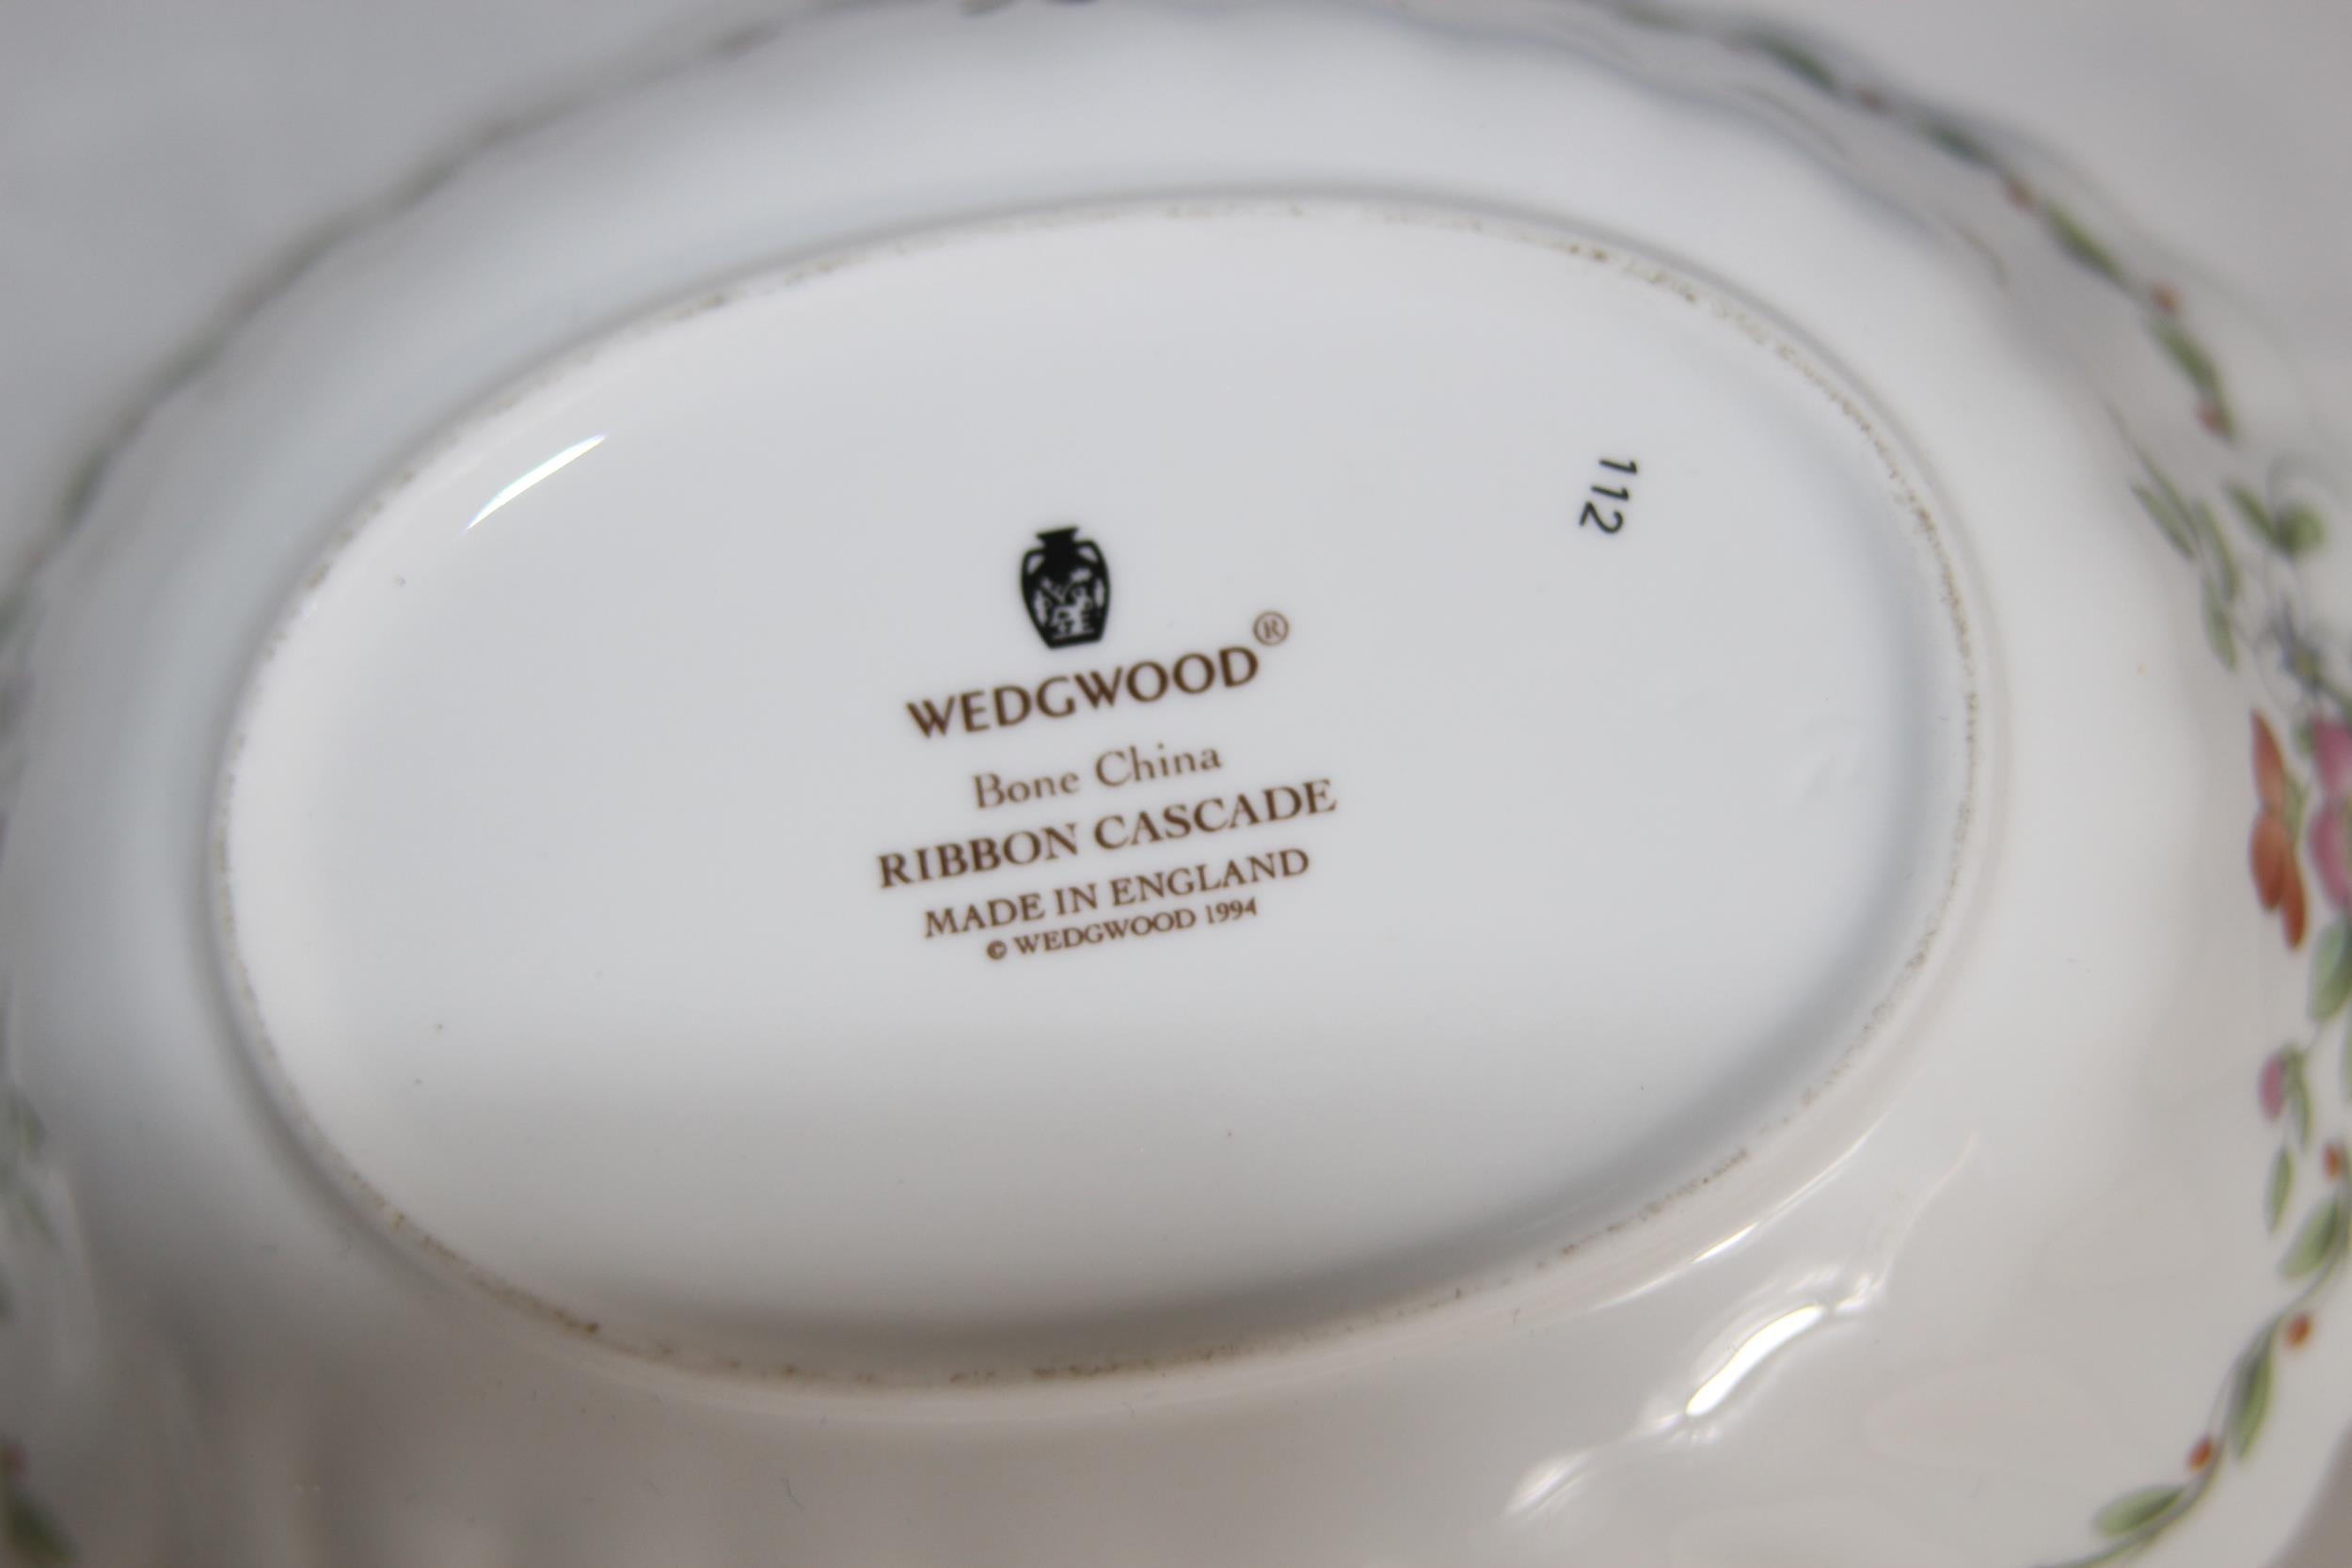 112
WEDGWOOD®
Bone China
RIBBON CASCADE
MADE IN ENGLAND
© WEDGWOOD 1994